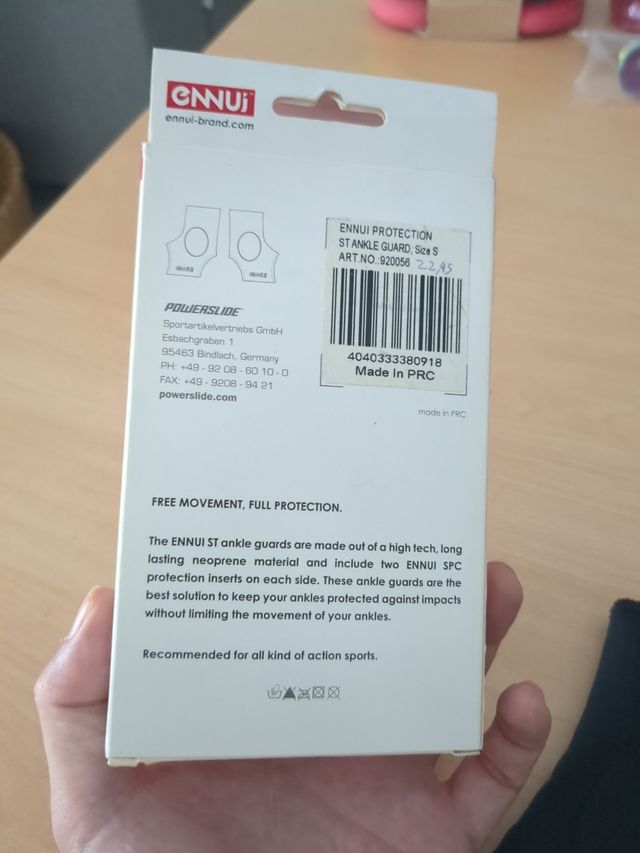 ennui
ennui-brand.com
ENNUI PROTECTION
ST ANKLE GUARD, Size S
ART.NO.:920056 22,95
4040333380918
Made In PRC
made in PRC
POWERSLIDE
Sportartikelvertriebs GmbH
Esbachgraben 1
95463 Bindlach, Germany
PH: +49 - 92 08 - 60 10 - 0
FAX: +49 - 9208 - 94 21
powerslide.com
FREE MOVEMENT, FULL PROTECTION.
The ENNUI ST ankle guards are made out of a high tech, long
lasting neoprene material and include two ENNUI SPC
protection inserts on each side. These ankle guards are the
best solution to keep your ankles protected against impacts
without limiting the movement of your ankles.
Recommended for all kind of action sports.